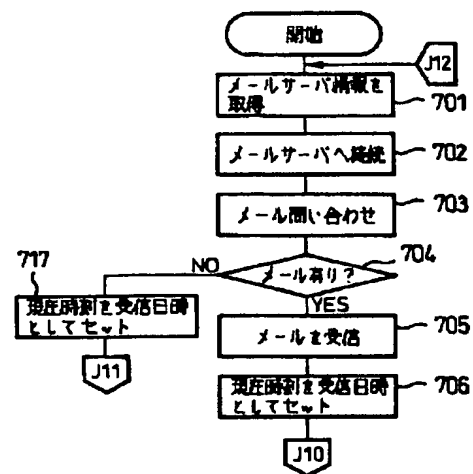 開始
J12
メールサーバ情報を
取得
701
メールサーバへ接続
702
メール問い合わせ
703
704
メール有り?
NO
YES
717
現在時刻を受信日時
としてセット
J11
メールを受信
705
現在時刻を受信日時
としてセット
706
J10